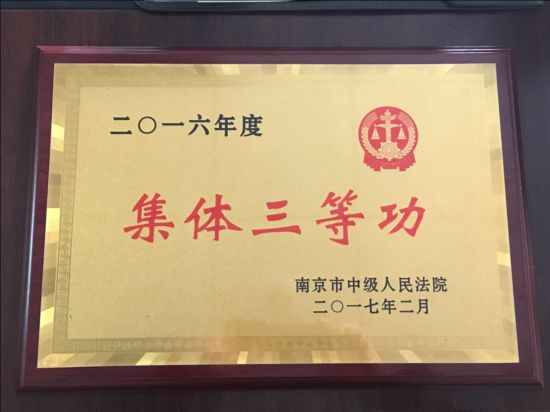 二〇一六年度
集体三等功
南京市中级人民法院
二〇一七年二月